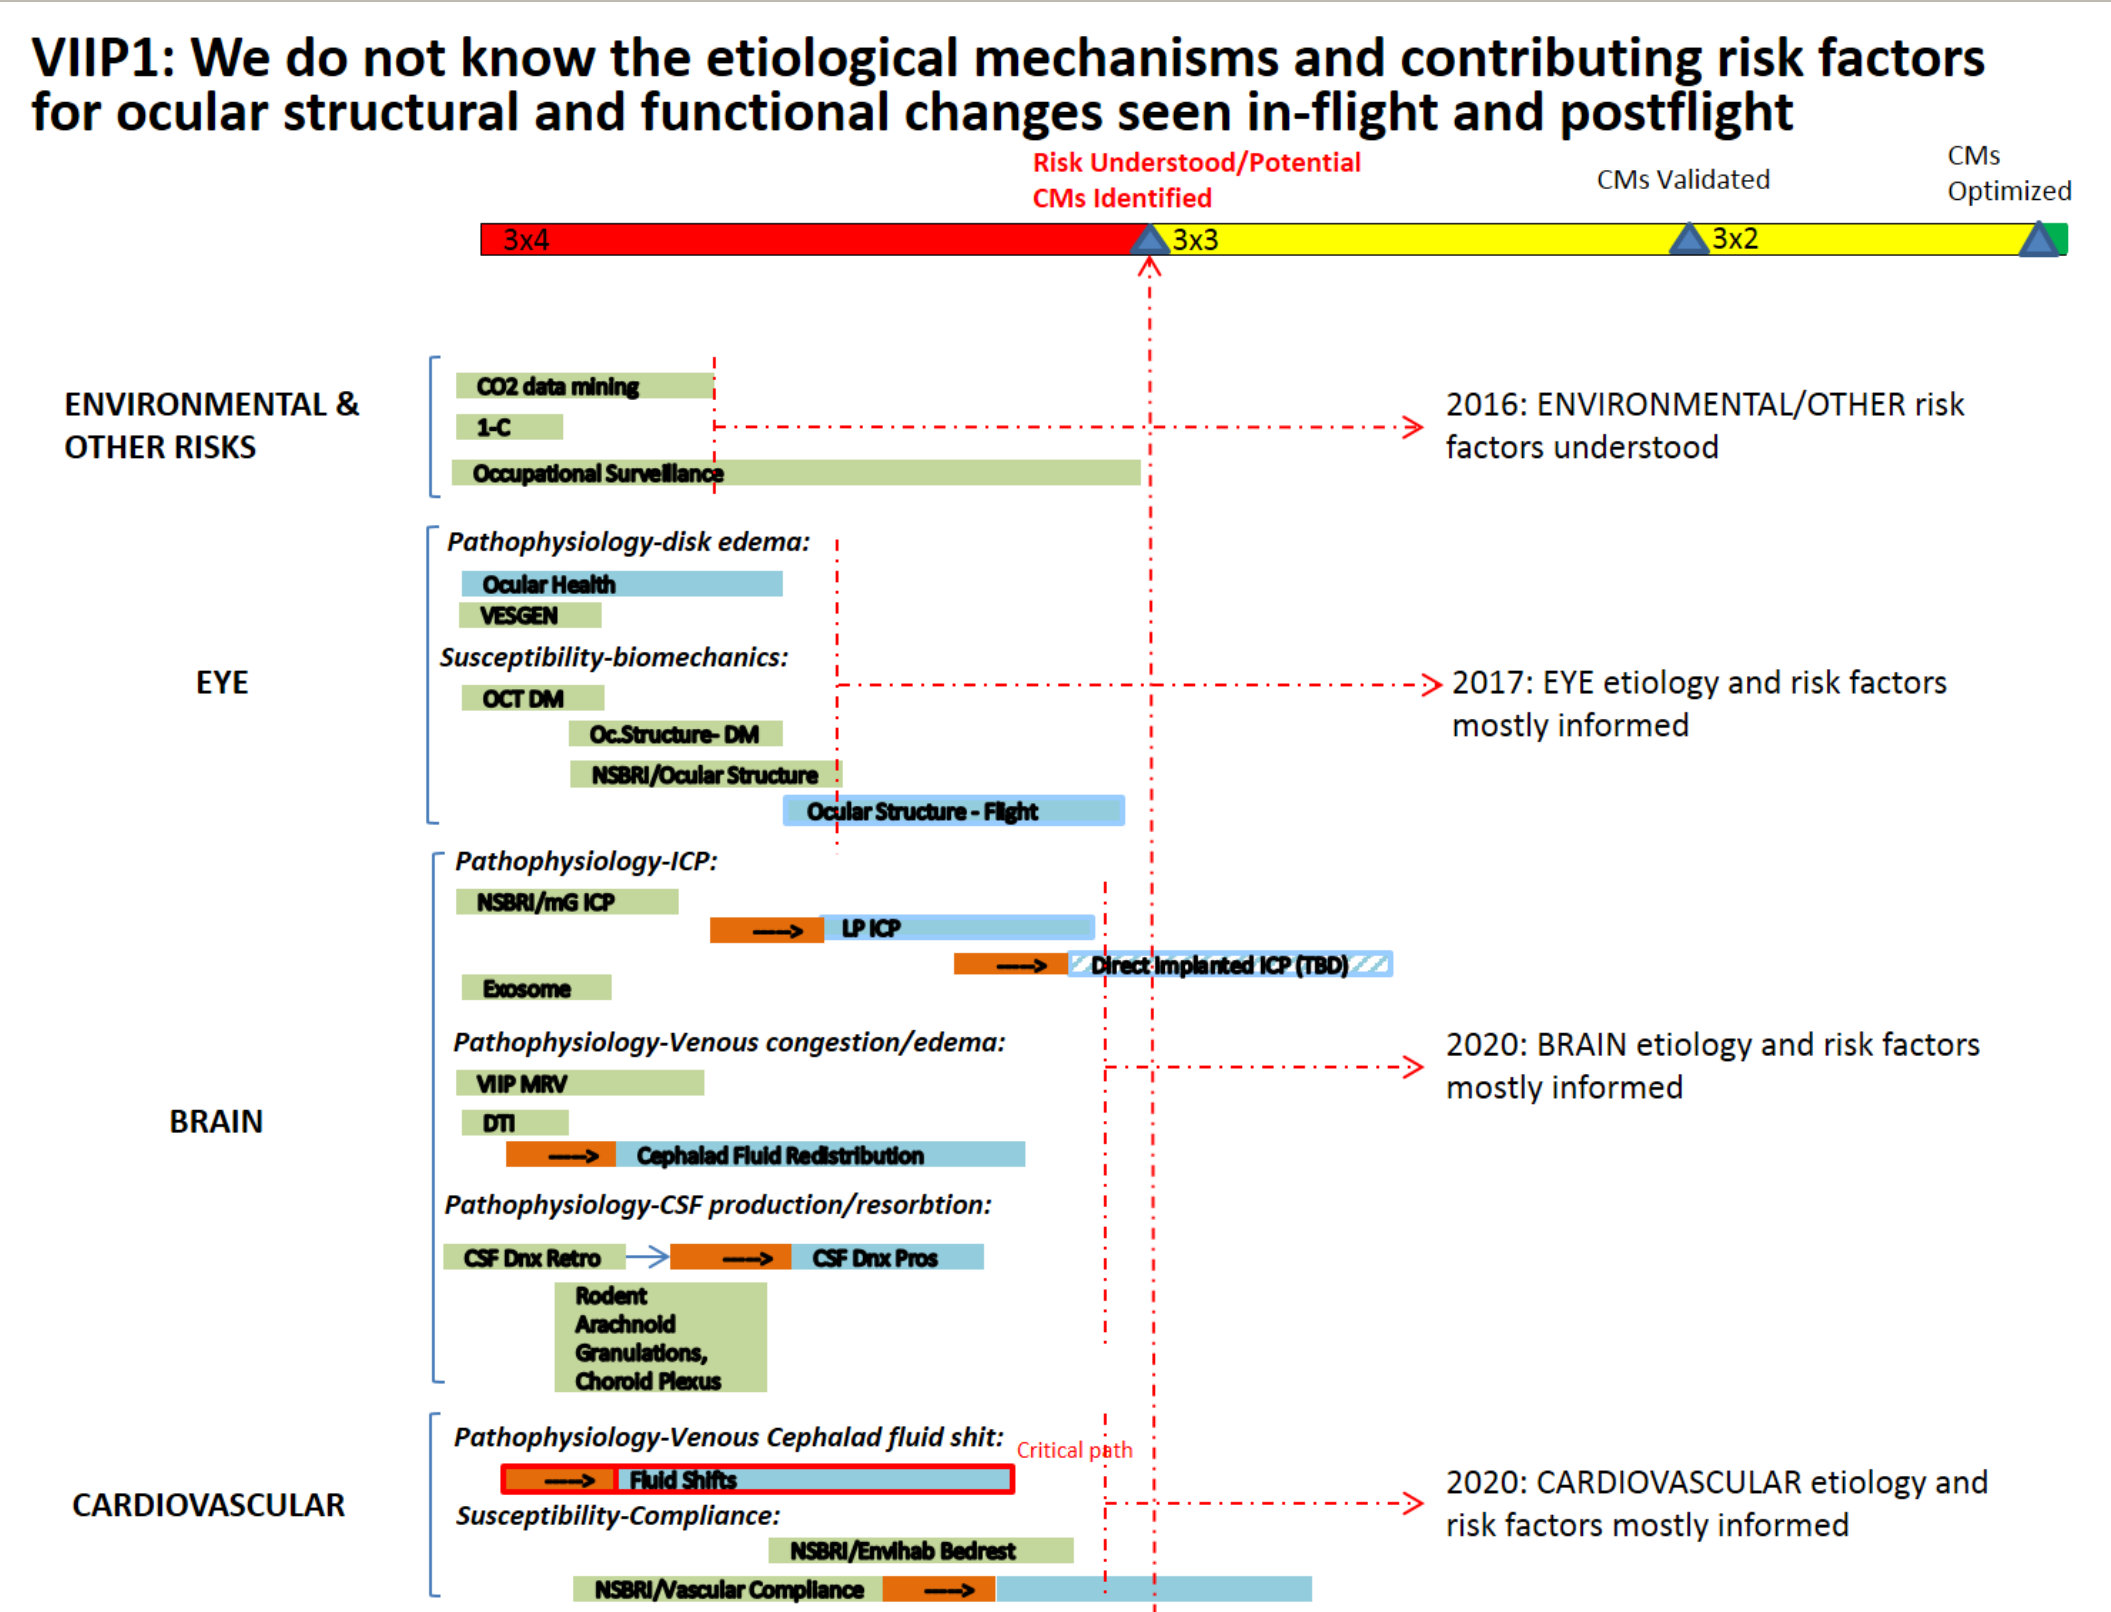 VIIP1: We do not know the etiological mechanisms and contributing risk factors
for ocular structural and functional changes seen in-flight and postflight
Risk Understood/Potential
CMs Identified
CMs Validated
CMs
Optimized
3x4
3x3
3x2
ENVIRONMENTAL &
OTHER RISKS
CO2 data mining
1-C
Occupational Surveillance
2016: ENVIRONMENTAL/OTHER risk
factors understood
EYE
Pathophysiology-disk edema:
Ocular Health
VESGEN
Susceptibility-biomechanics:
OCT DM
Oc.Structure- DM
NSBRI/Ocular Structure
Ocular Structure - Flight
2017: EYE etiology and risk factors
mostly informed
BRAIN
Pathophysiology-ICP:
NSBRI/mG ICP
----> LP ICP
----> Direct Implanted ICP (TBD)
Exosome
Pathophysiology-Venous congestion/edema:
VIIP MRV
DTI
----> Cephalad Fluid Redistribution
Pathophysiology-CSF production/resorbtion:
CSF Dnx Retro ----> CSF Dnx Pros
Rodent
Arachnoid
Granulations,
Choroid Plexus
2020: BRAIN etiology and risk factors
mostly informed
CARDIOVASCULAR
Pathophysiology-Venous Cephalad fluid shit:
Critical path
----> Fluid Shifts
Susceptibility-Compliance:
NSBRI/Envihab Bedrest
NSBRI/Vascular Compliance ---->
2020: CARDIOVASCULAR etiology and
risk factors mostly informed